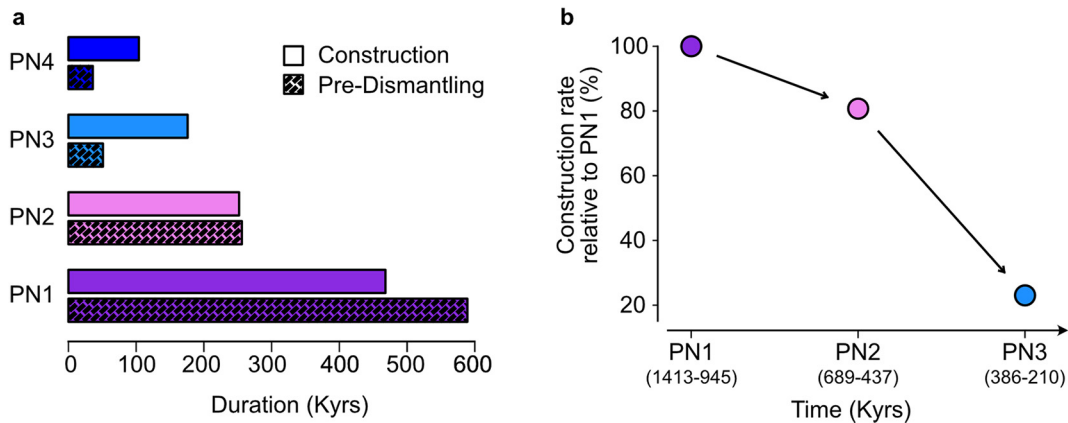 a
PN4
PN3
PN2
PN1
Construction
Pre-Dismantling
0 100 200 300 400 500 600
Duration (Kyrs)
b
Construction rate
relative to PN1 (%)
100
80
60
40
20
PN1 PN2 PN3
(1413-945) (689-437) (386-210)
Time (Kyrs)